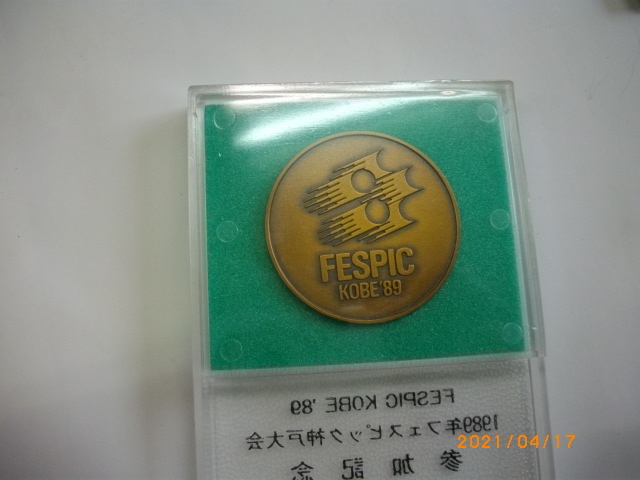 FESPIC
KOBE'89
FESPIC KOBE '89
1989年フェスピック神戸大会
2021/04/17
参加記念